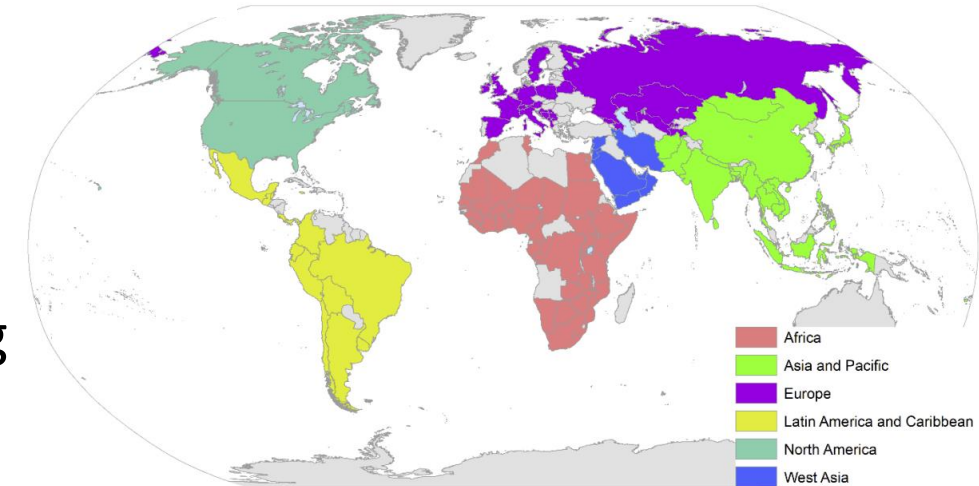 g
Africa
Asia and Pacific
Europe
Latin America and Caribbean
North America
West Asia